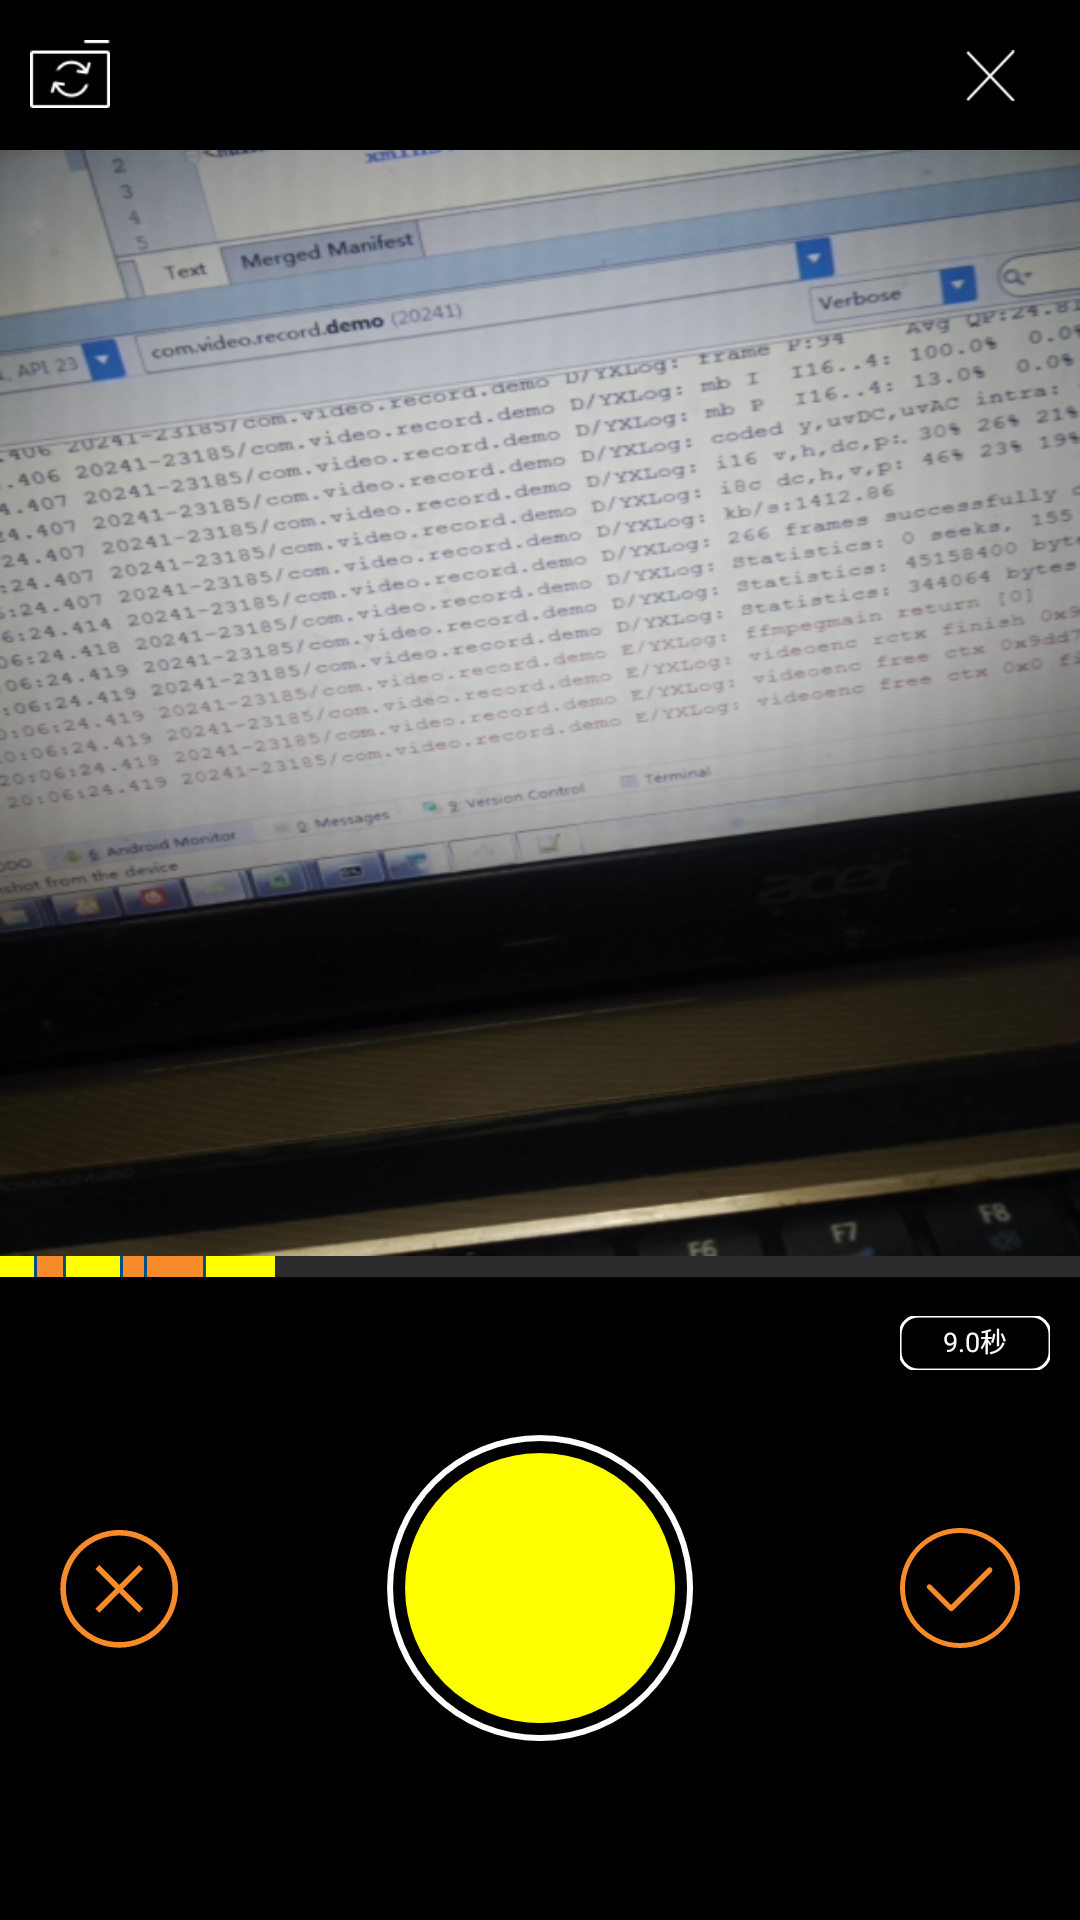 2
3
4
5
Text Merged Manifest
API 23 com.video.record.demo (20241) Verbose
.406 20241-23185/com.video.record.demo D/YXLog: frame P:94 Avg QP:24.81
.406 20241-23185/com.video.record.demo D/YXLog: mb I I16..4: 100.0% 0.0%
4.407 20241-23185/com.video.record.demo D/YXLog: mb P I16..4: 13.0% 0.0%
24.407 20241-23185/com.video.record.demo D/YXLog: coded y,uvDC,uvAC intra:
:24.407 20241-23185/com.video.record.demo D/YXLog: i16 v,h,dc,p: 30% 26% 21%
:24.407 20241-23185/com.video.record.demo D/YXLog: i8c dc,h,v,p: 46% 23% 19%
6:24.407 20241-23185/com.video.record.demo D/YXLog: kb/s:1412.86
06:24.414 20241-23185/com.video.record.demo D/YXLog: 266 frames successfully
06:24.418 20241-23185/com.video.record.demo D/YXLog: Statistics: 0 seeks, 155
:06:24.419 20241-23185/com.video.record.demo D/YXLog: Statistics: 45158400
:06:24.419 20241-23185/com.video.record.demo D/YXLog: Statistics: 344064 bytes
0:06:24.419 20241-23185/com.video.record.demo E/YXLog: ffmpegmain return [0]
20:06:24.419 20241-23185/com.video.record.demo E/YXLog: videoenc rctx finish
20:06:24.419 20241-23185/com.video.record.demo E/YXLog: videoenc free ctx 0x9dd7
20:06:24.419 20241-23185/com.video.record.demo E/YXLog: videoenc free ctx 0x0
6: Android Monitor 0: Messages 9: Version Control Terminal
shot from the device
acer
F6 F7 F8
9.0秒